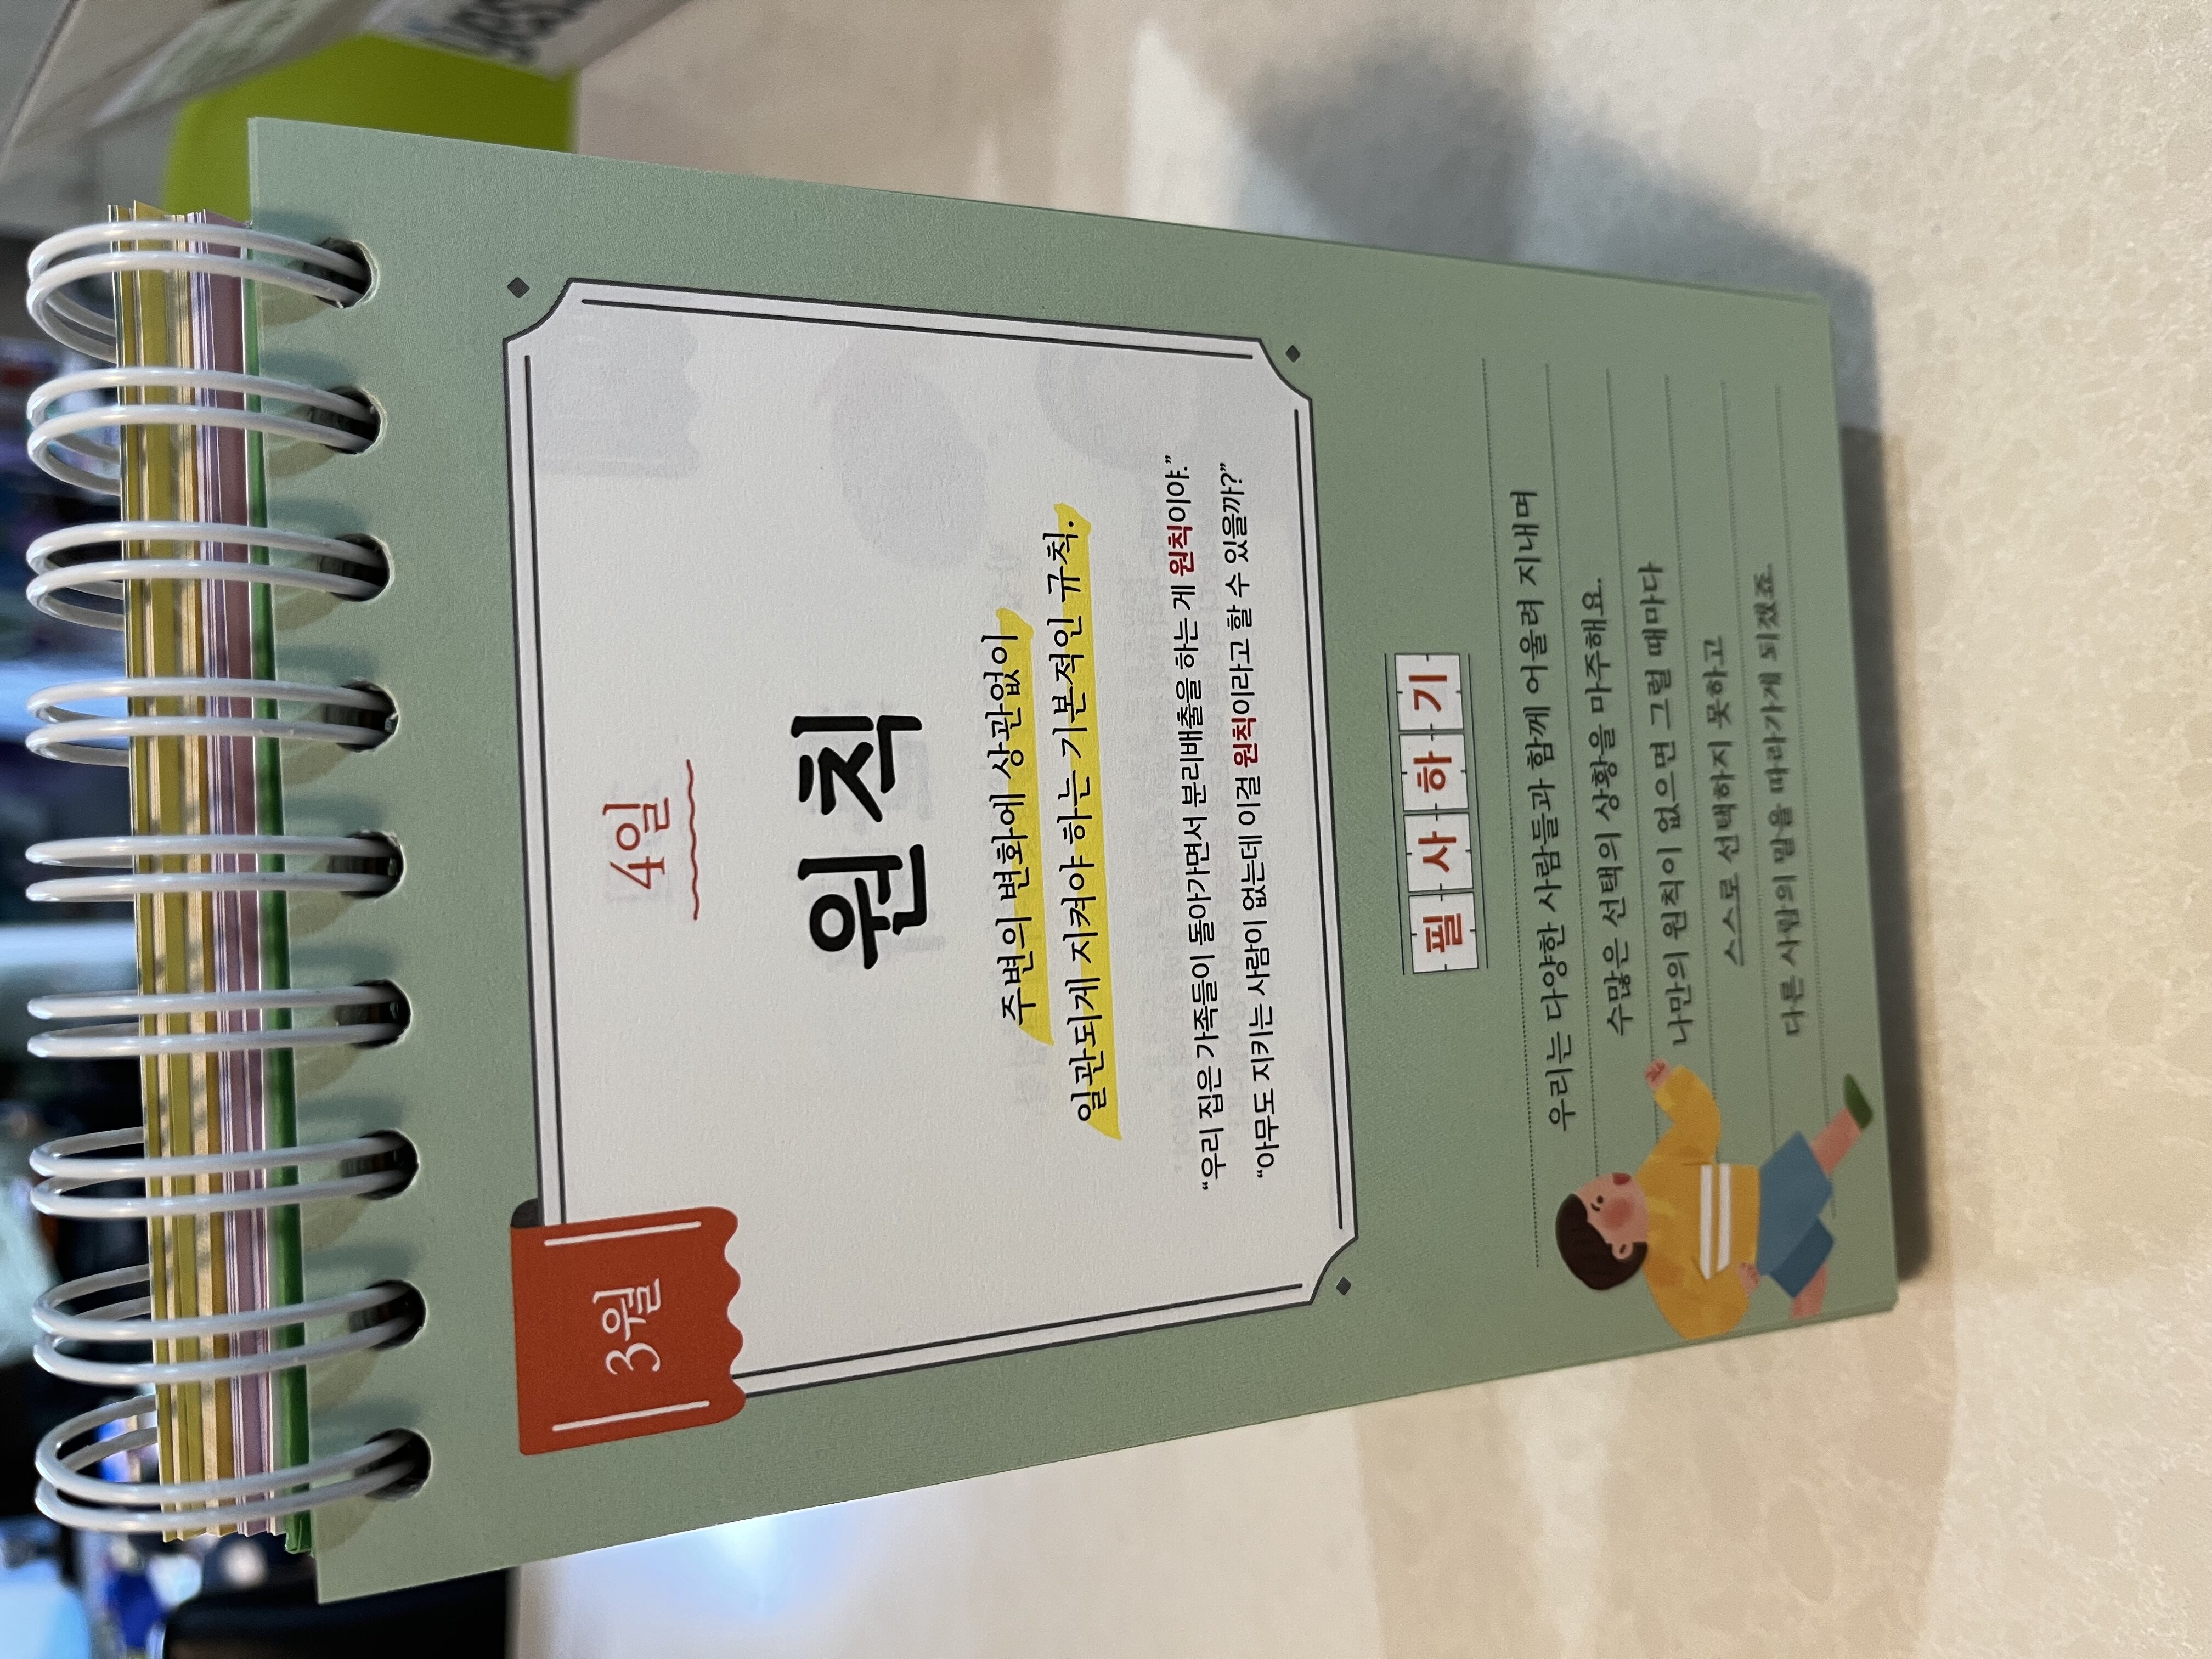 3월
4일
원칙
주변의 변화에 상관없이
일관되게 지켜야 하는 기본적인 규칙.
“우리 집은 가족들이 돌아가면서 분리배출을 하는 게 원칙이야.”
“아무도 지키는 사람이 없는데 이걸 원칙이라고 할 수 있을까?”
필사하기
우리는 다양한 사람들과 함께 어울려 지내며
수많은 선택의 상황을 마주해요.
나만의 원칙이 없으면 그럴 때마다
스스로 선택하지 못하고
다른 사람의 말을 따라가게 되겠죠.